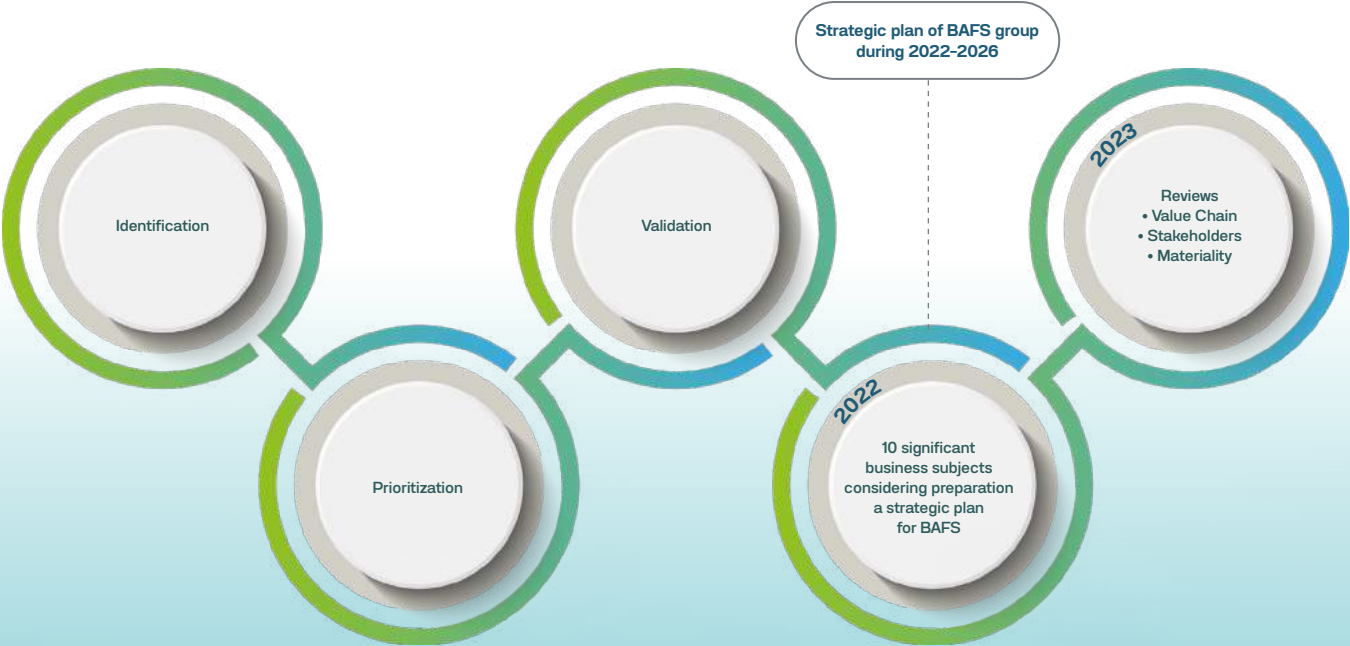 Strategic plan of BAFS group
during 2022-2026
Identification
Prioritization
Validation
2022
10 significant
business subjects
considering preparation
a strategic plan
for BAFS
2023
Reviews
• Value Chain
• Stakeholders
• Materiality